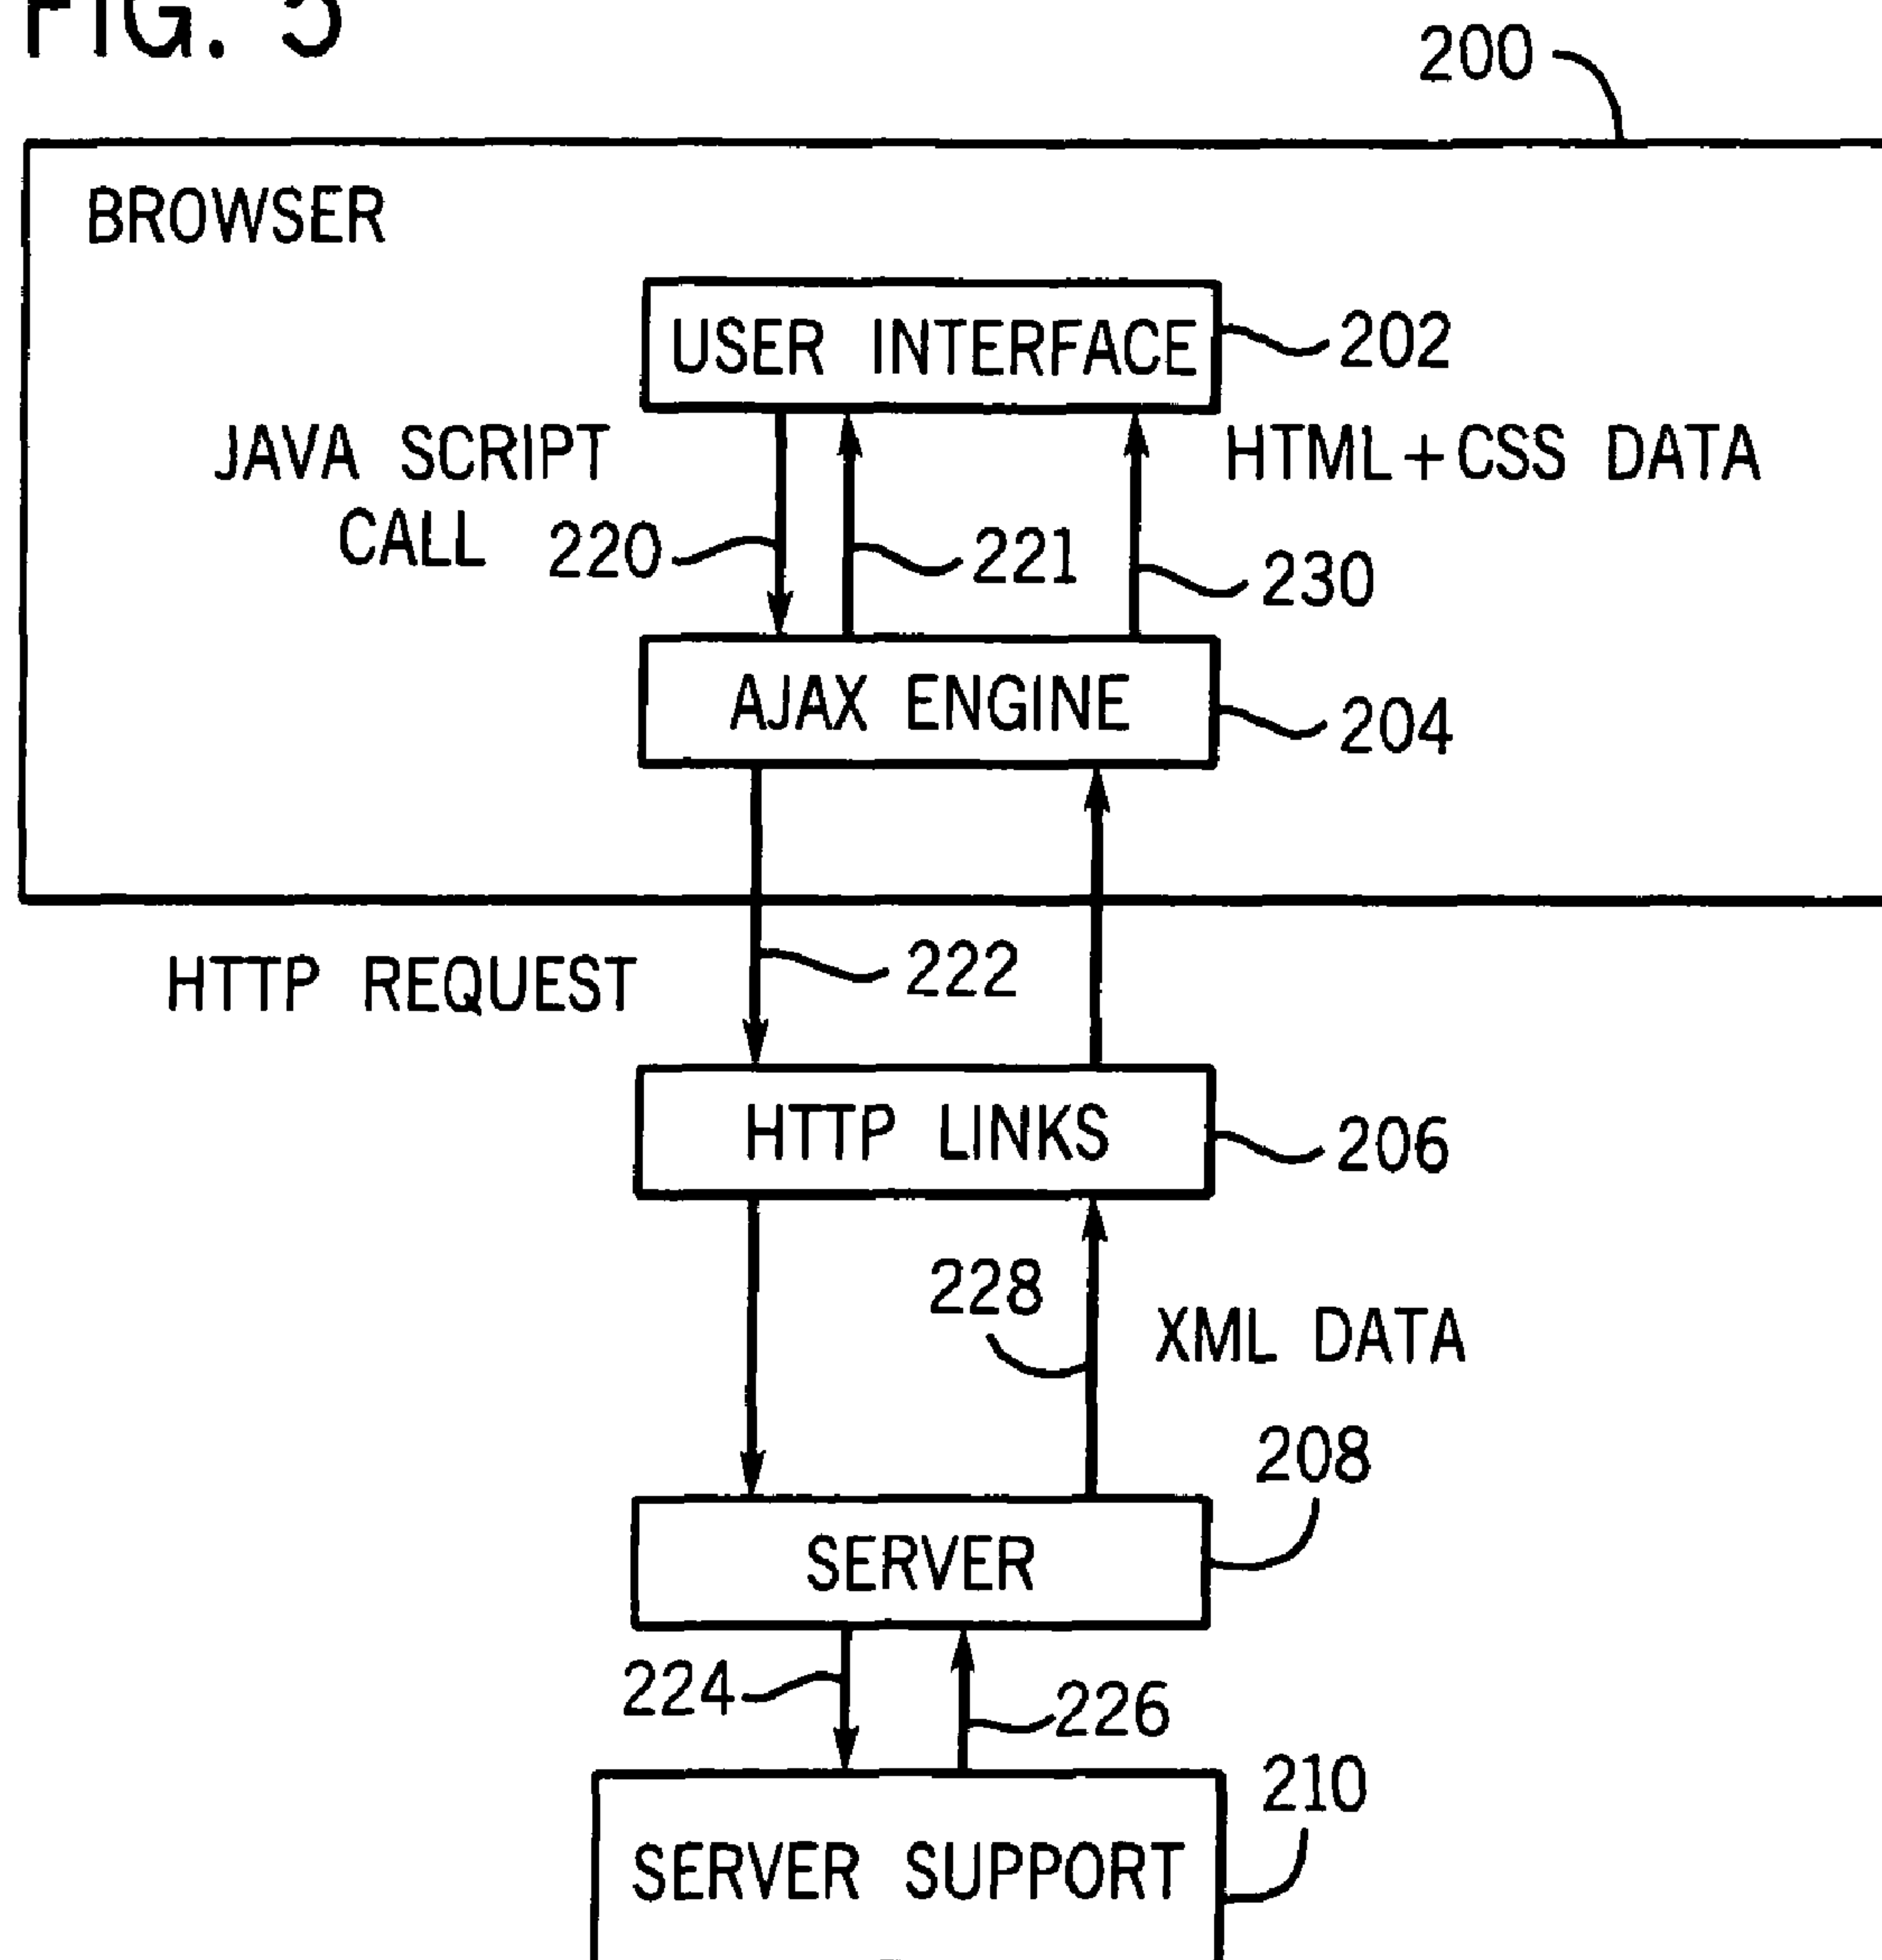 FIG. 5
200
BROWSER
USER INTERFACE
202
JAVA SCRIPT
CALL
220
221
HTML+CSS DATA
230
AJAX ENGINE
204
HTTP REQUEST
222
HTTP LINKS
206
228
XML DATA
208
SERVER
224
226
210
SERVER SUPPORT